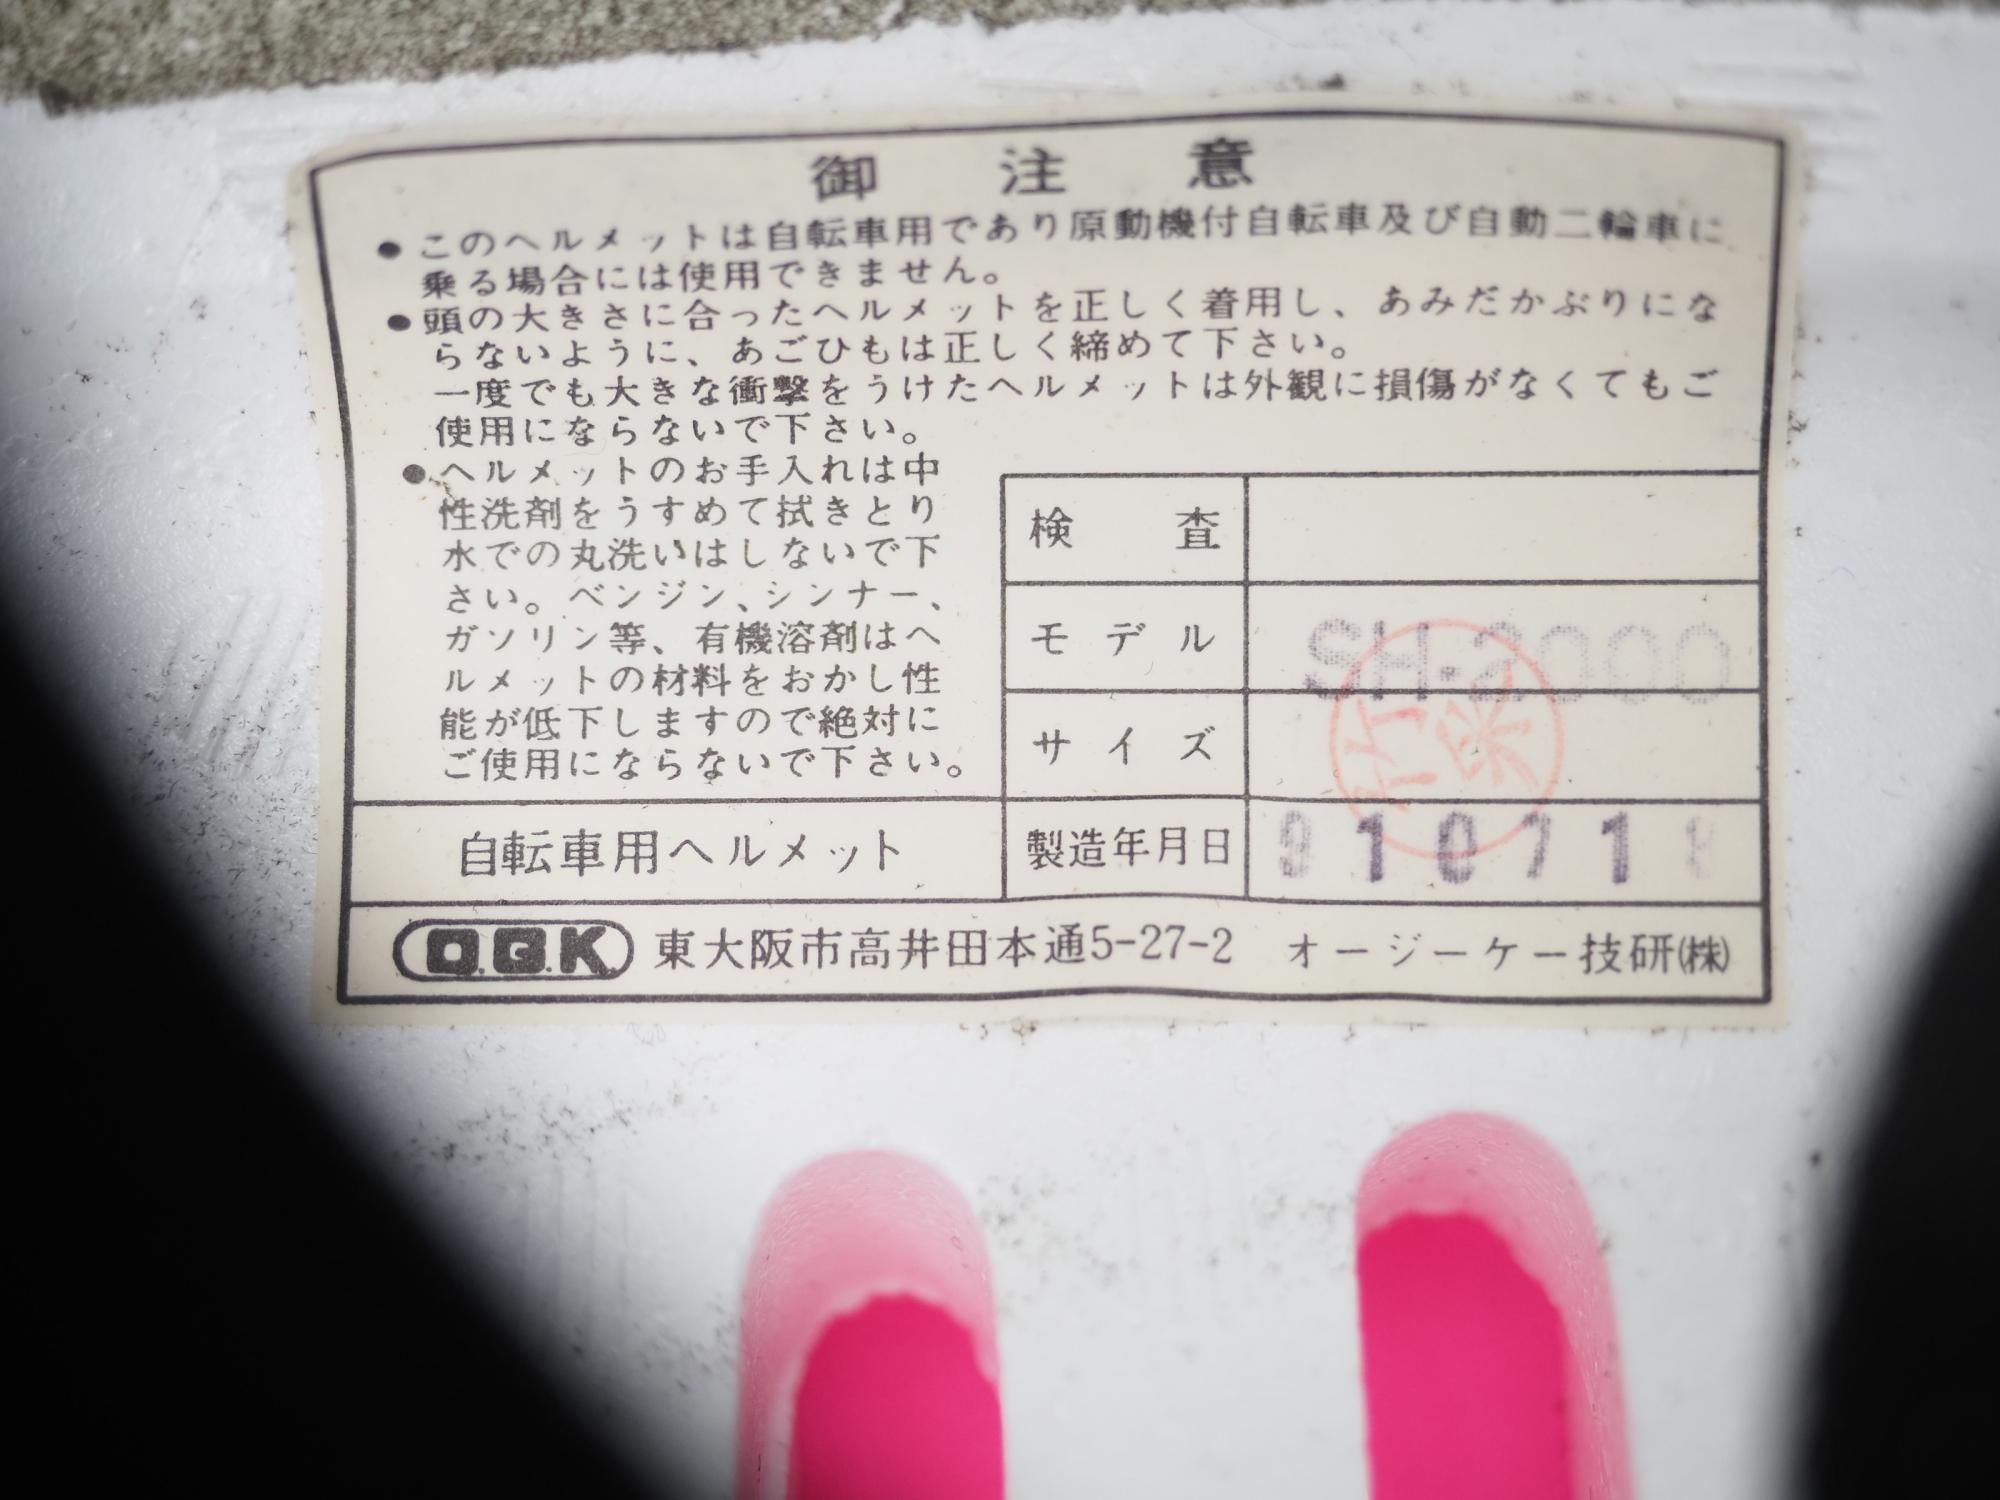 御注意
●このヘルメットは自転車用であり原動機付自転車及び自動二輪車に
乗る場合には使用できません。
●頭の大きさに合ったヘルメットを正しく着用し、あみだかぶりにな
らないように、あごひもは正しく締めて下さい。
一度でも大きな衝撃をうけたヘルメットは外観に損傷がなくてもご
使用にならないで下さい。
●ヘルメットのお手入れは中
性洗剤をうすめて拭きとり
水での丸洗いはしないで下
さい。ベンジン、シンナー、
ガソリン等、有機溶剤はヘ
ルメットの材料をおかし性
能が低下しますので絶対に
ご使用にならないで下さい。
検査
モデル SH-2000
サイズ
製造年月日 91071
自転車用ヘルメット
O.G.K. 東大阪市高井田本通5-27-2 オージーケー技研(株)